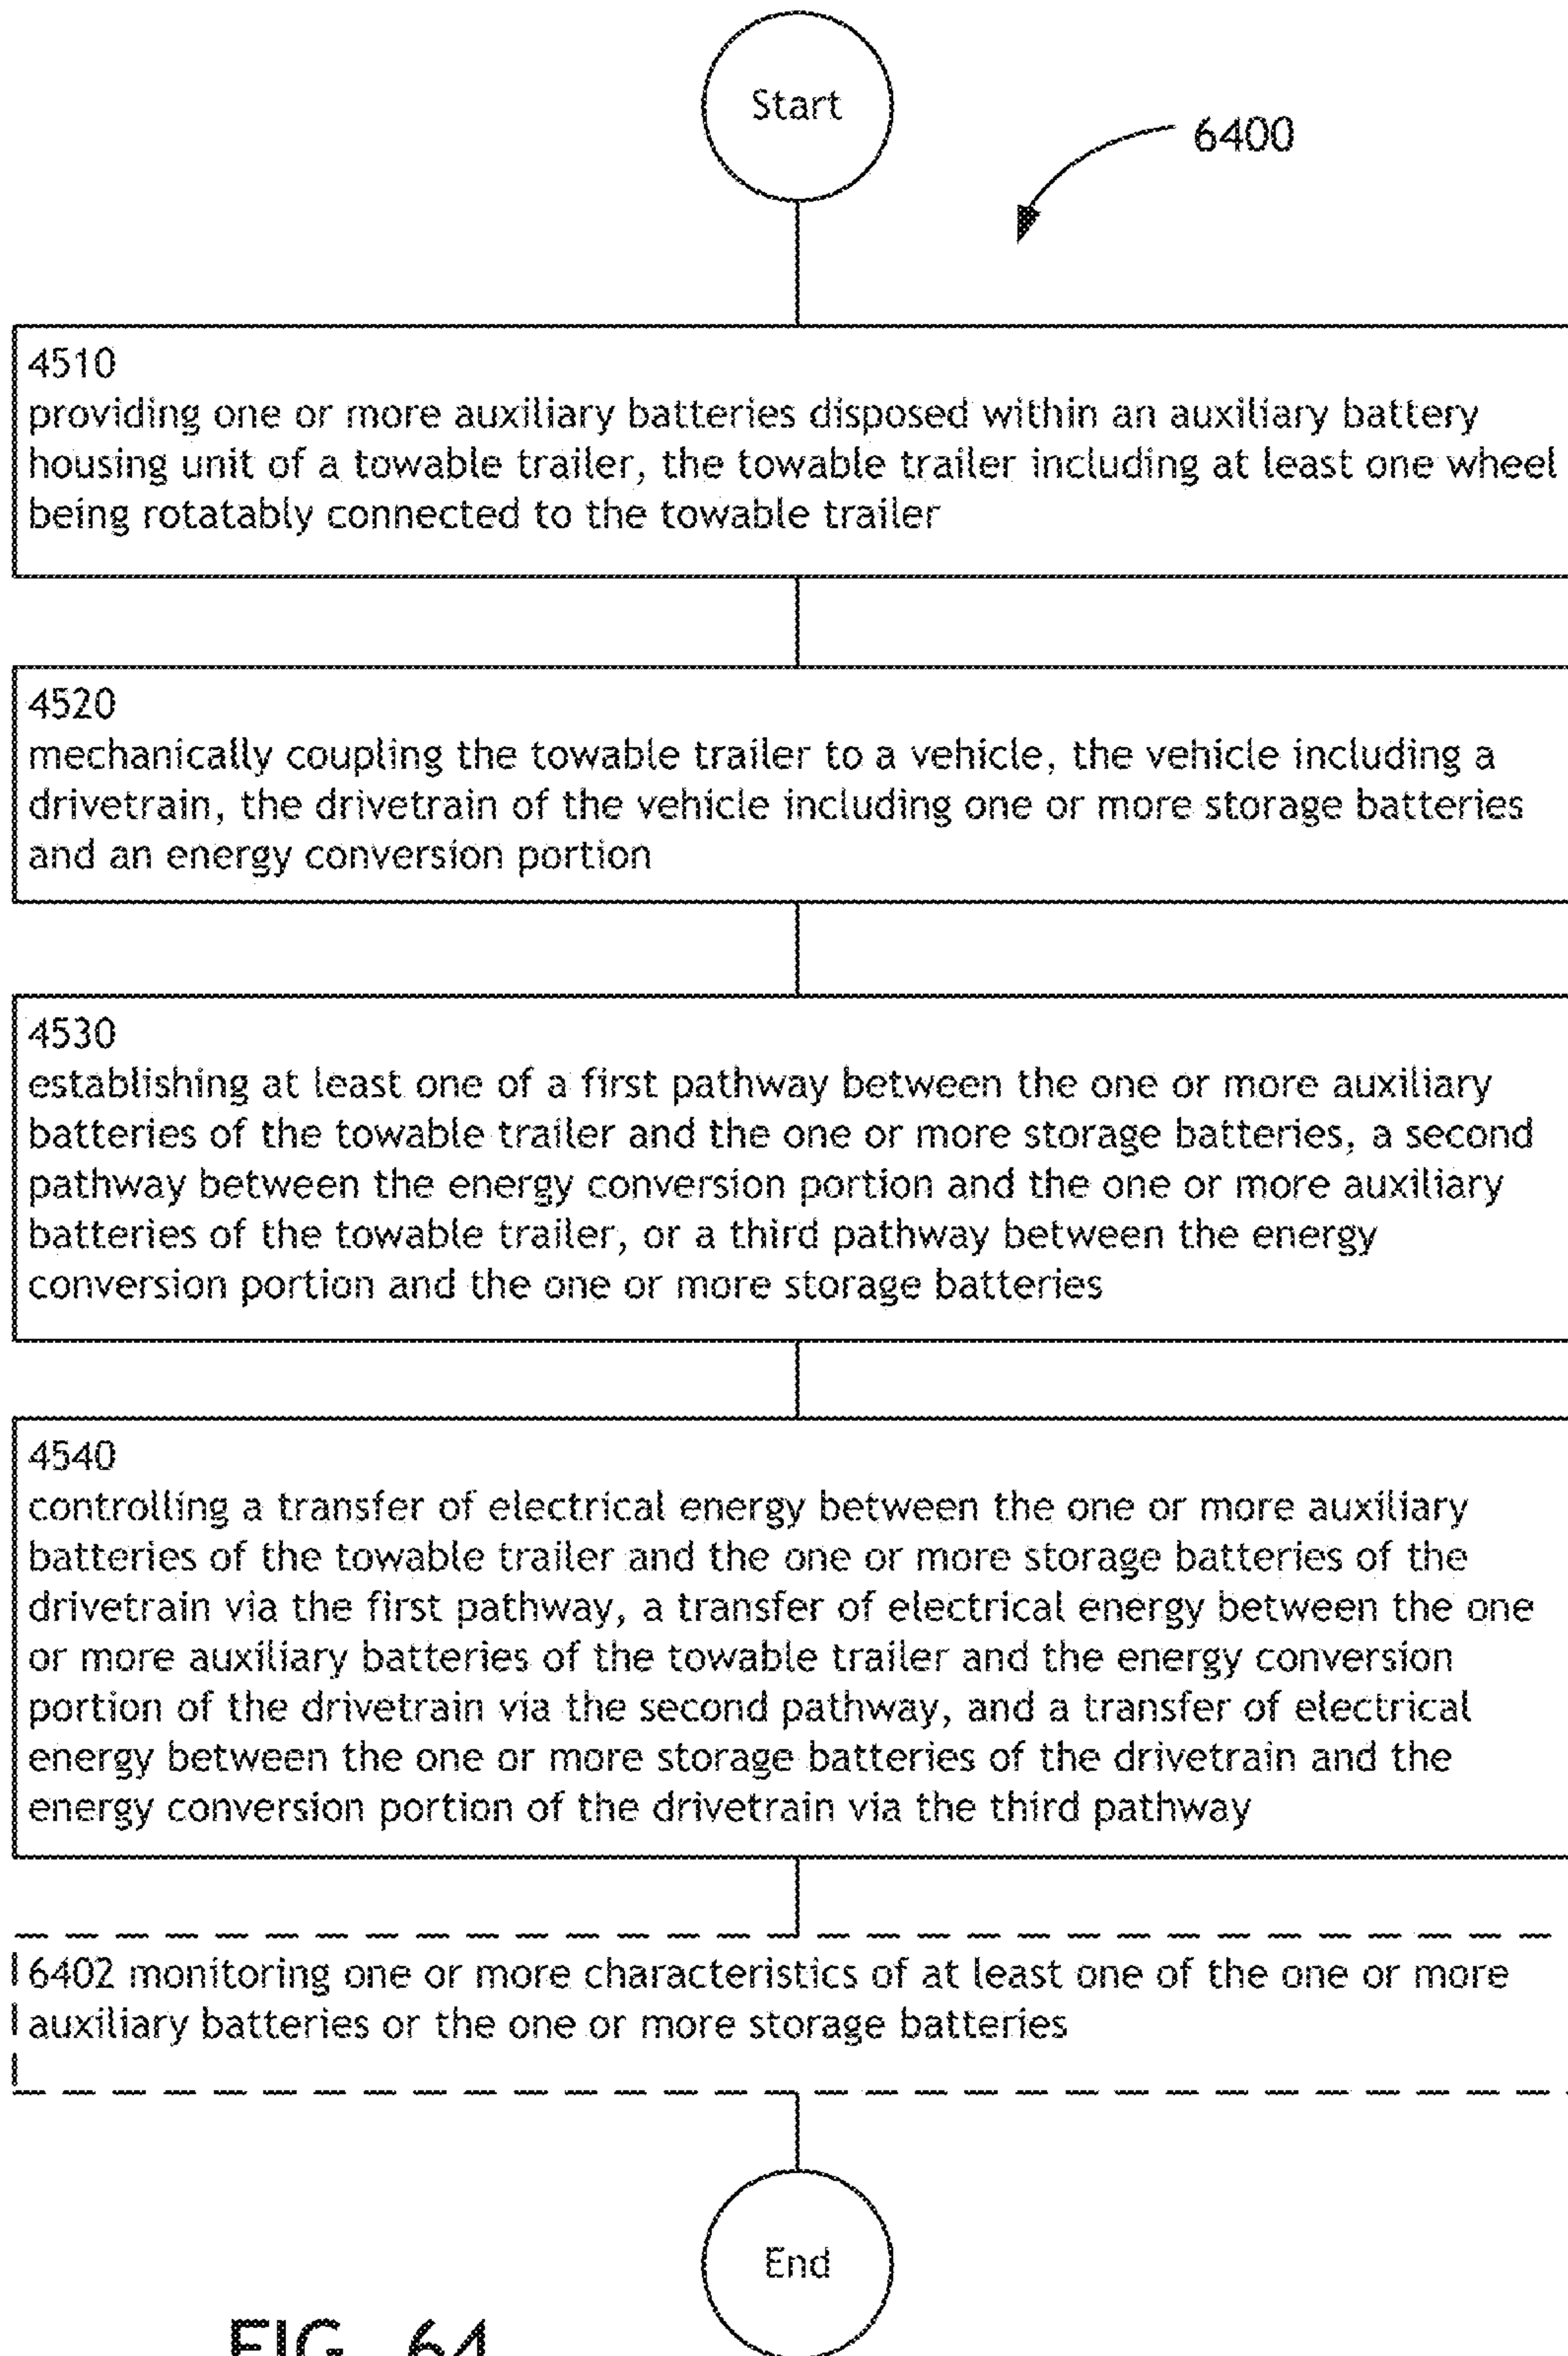 Start
6400
4510
providing one or more auxiliary batteries disposed within an auxiliary battery
housing unit of a towable trailer, the towable trailer including at least one wheel
being rotatably connected to the towable trailer
4520
mechanically coupling the towable trailer to a vehicle, the vehicle including a
drivetrain, the drivetrain of the vehicle including one or more storage batteries
and an energy conversion portion
4530
establishing at least one of a first pathway between the one or more auxiliary
batteries of the towable trailer and the one or more storage batteries, a second
pathway between the energy conversion portion and the one or more auxiliary
batteries of the towable trailer, or a third pathway between the energy
conversion portion and the one or more storage batteries
4540
controlling a transfer of electrical energy between the one or more auxiliary
batteries of the towable trailer and the one or more storage batteries of the
drivetrain via the first pathway, a transfer of electrical energy between the one
or more auxiliary batteries of the towable trailer and the energy conversion
portion of the drivetrain via the second pathway, and a transfer of electrical
energy between the one or more storage batteries of the drivetrain and the
energy conversion portion of the drivetrain via the third pathway
6402 monitoring one or more characteristics of at least one of the one or more
auxiliary batteries or the one or more storage batteries
End
FIG. 64